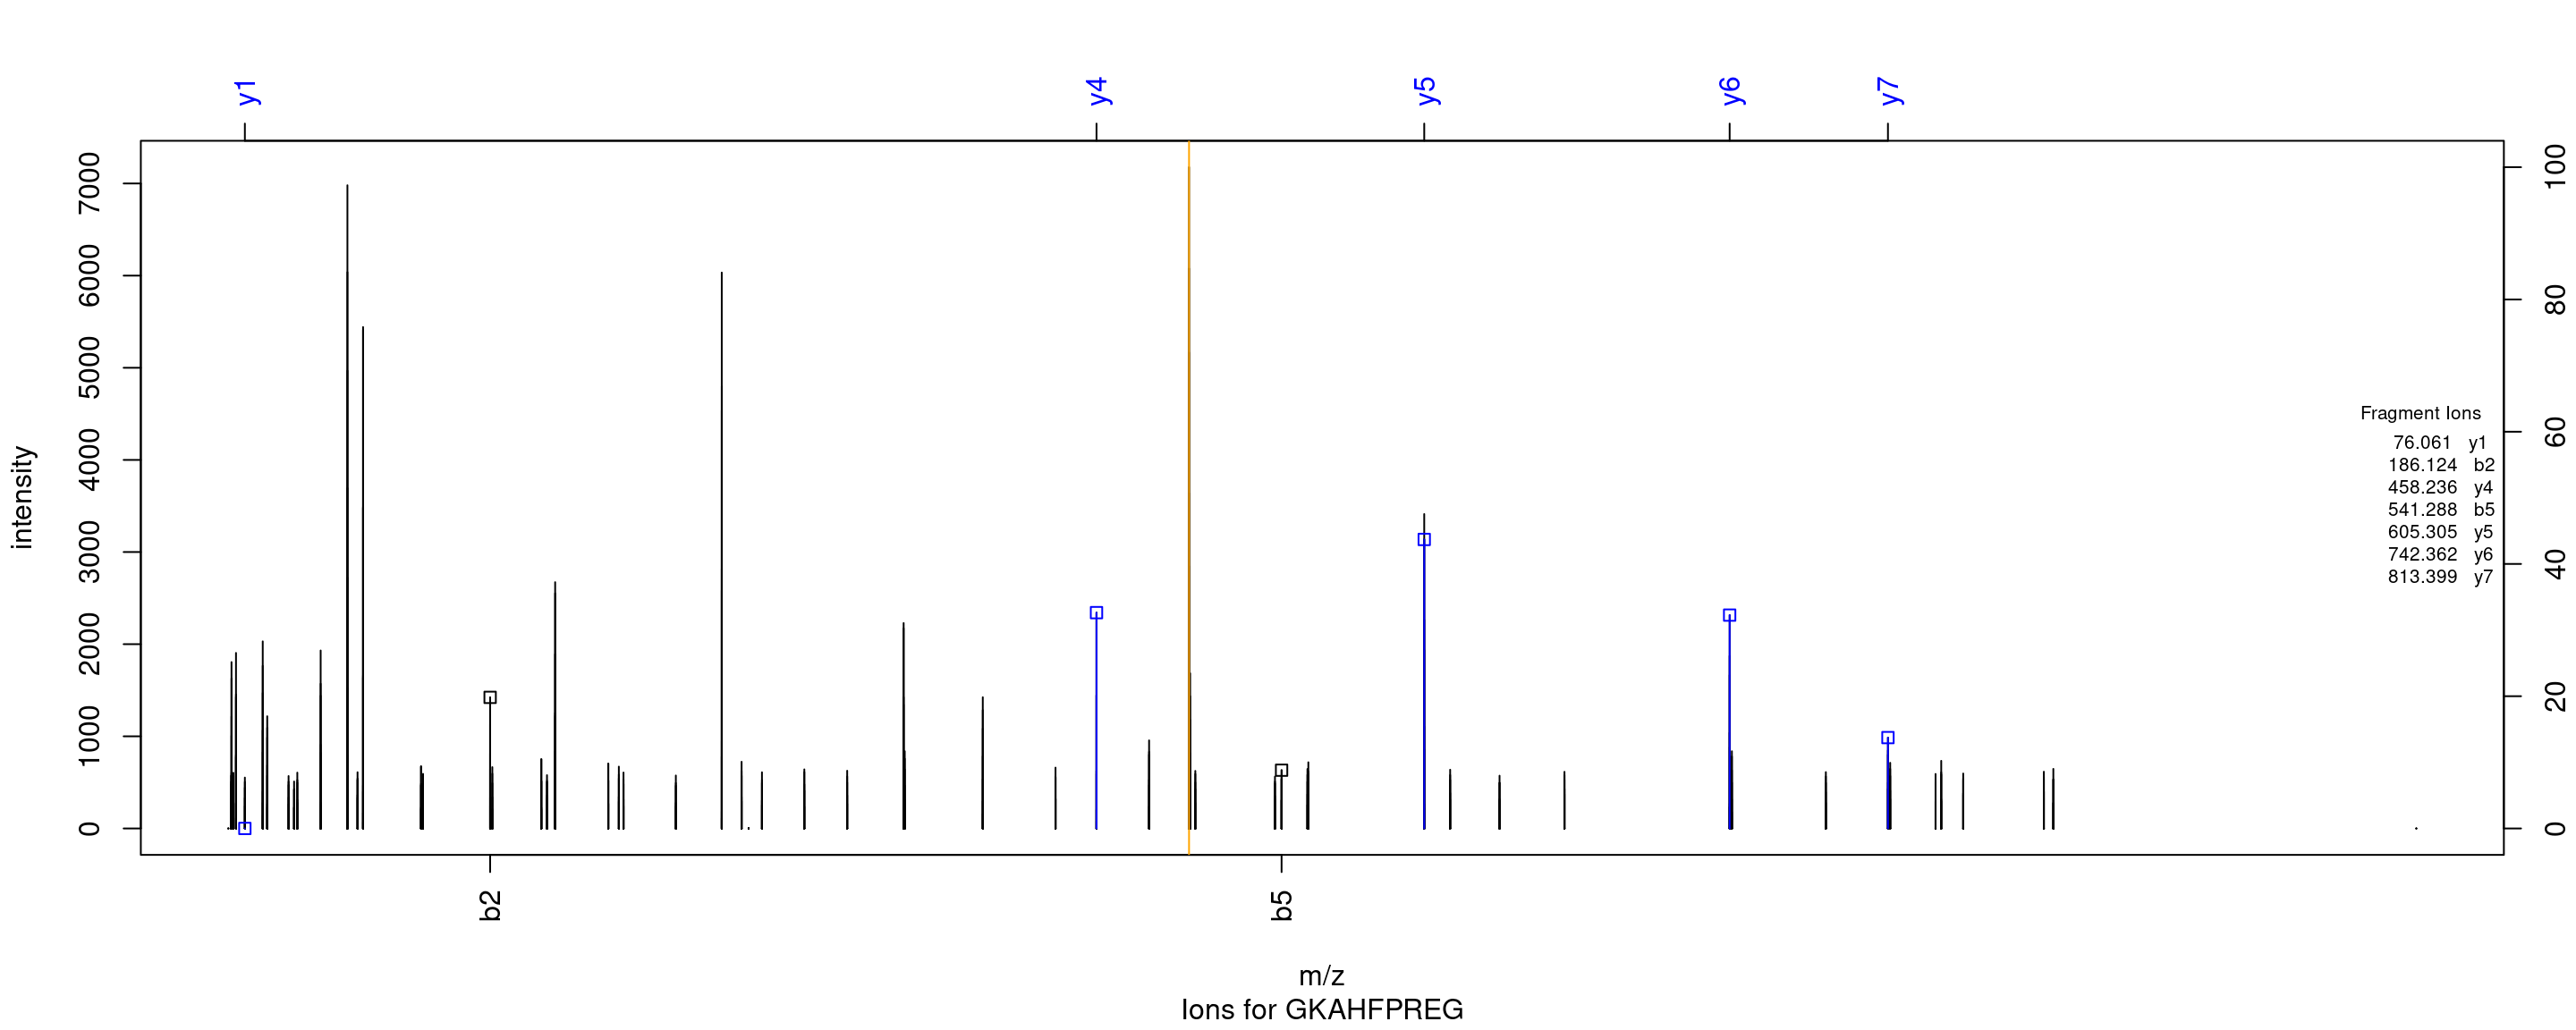 y1 y4 y5 y6 y7
7000
6000
5000
4000
3000
2000
1000
0
intensity
100
80
60
40
20
0
Fragment Ions
76.061 y1
186.124 b2
458.236 y4
541.288 b5
605.305 y5
742.362 y6
813.399 y7
b2 b5
m/z
Ions for GKAHFPREG